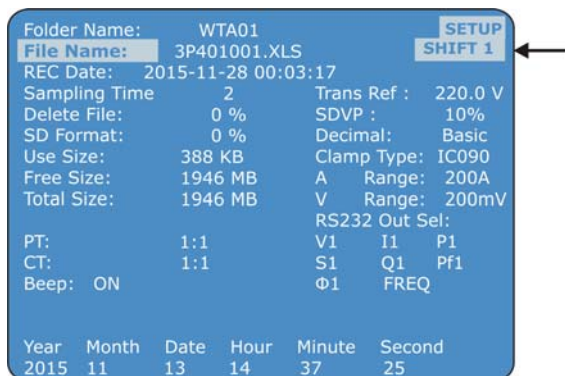 Folder Name: WTA01 SETUP
File Name: 3P401001.XLS SHIFT 1
REC Date: 2015-11-28 00:03:17
Sampling Time 2 Trans Ref : 220.0 V
Delete File: 0 % SDVP : 10%
SD Format: 0 % Decimal: Basic
Use Size: 388 KB Clamp Type: IC090
Free Size: 1946 MB A Range: 200A
Total Size: 1946 MB V Range: 200mV
RS232 Out Sel:
PT: 1:1 V1 I1 P1
CT: 1:1 S1 Q1 Pf1
Beep: ON Φ1 FREQ
Year Month Date Hour Minute Second
2015 11 13 14 37 25